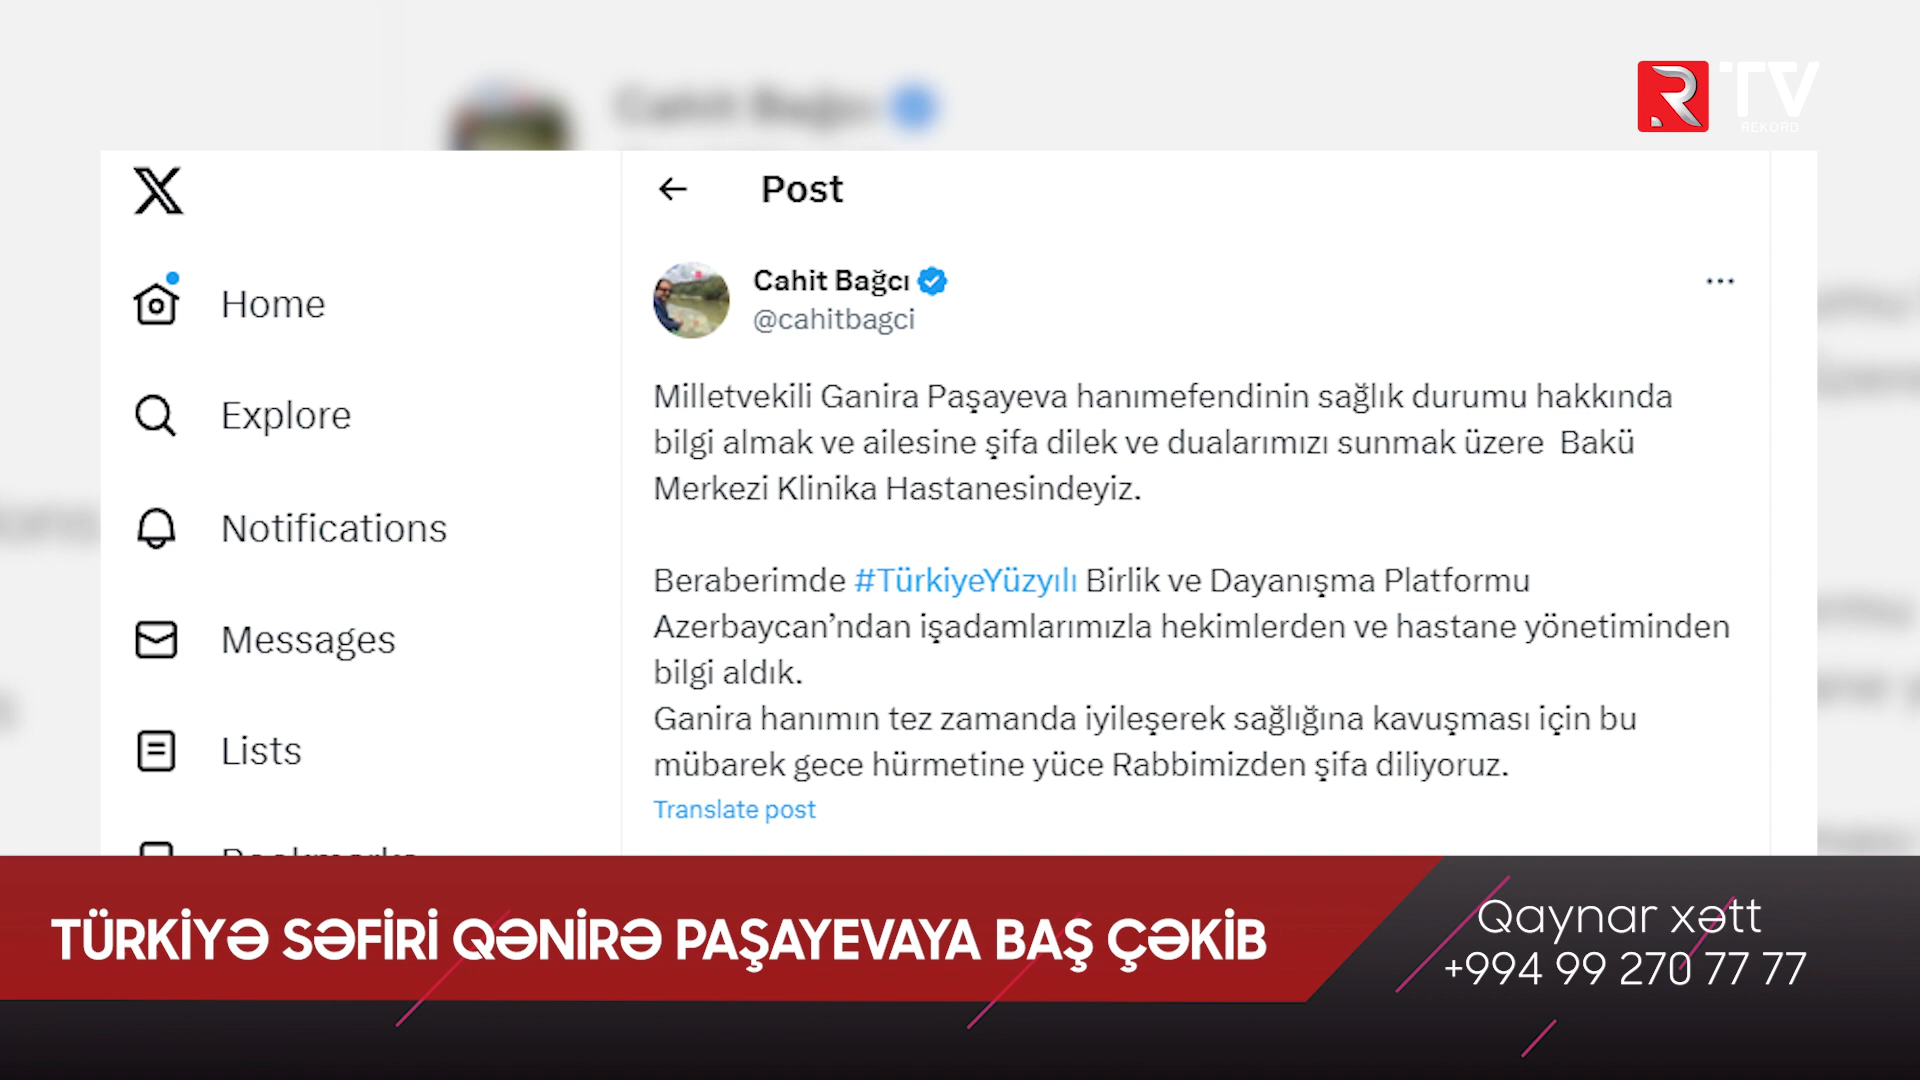 Cahit Bağcı
TV
REKORD
Post
Home
Explore
Notifications
Messages
Lists
Bookmarks
Cahit Bağcı
@cahitbagci
Milletvekili Ganira Paşayeva hanımefendinin sağlık durumu hakkında
bilgi almak ve ailesine şifa dilek ve dualarımızı sunmak üzere Bakü
Merkezi Klinika Hastanesindeyiz.
Beraberimde #TürkiyeYüzyılı Birlik ve Dayanışma Platformu
Azerbaycan’ndan işadamlarımızla hekimlerden ve hastane yönetiminden
bilgi aldık.
Ganira hanımın tez zamanda iyileşerek sağlığına kavuşması için bu
mübarek gece hürmetine yüce Rabbimizden şifa diliyoruz.
Translate post
TÜRKİYƏ SƏFİRİ QƏNİRƏ PAŞAYEVAYA BAŞ ÇƏKİB
Qaynar xətt
+994 99 270 77 77